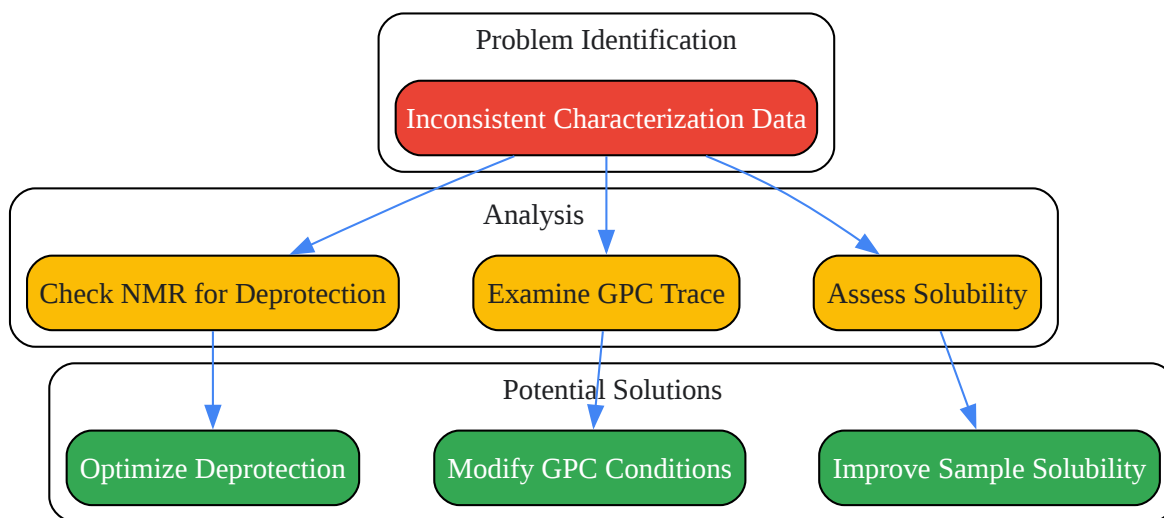 Problem Identification
Inconsistent Characterization Data
Analysis
Check NMR for Deprotection
Examine GPC Trace
Assess Solubility
Potential Solutions
Optimize Deprotection
Modify GPC Conditions
Improve Sample Solubility